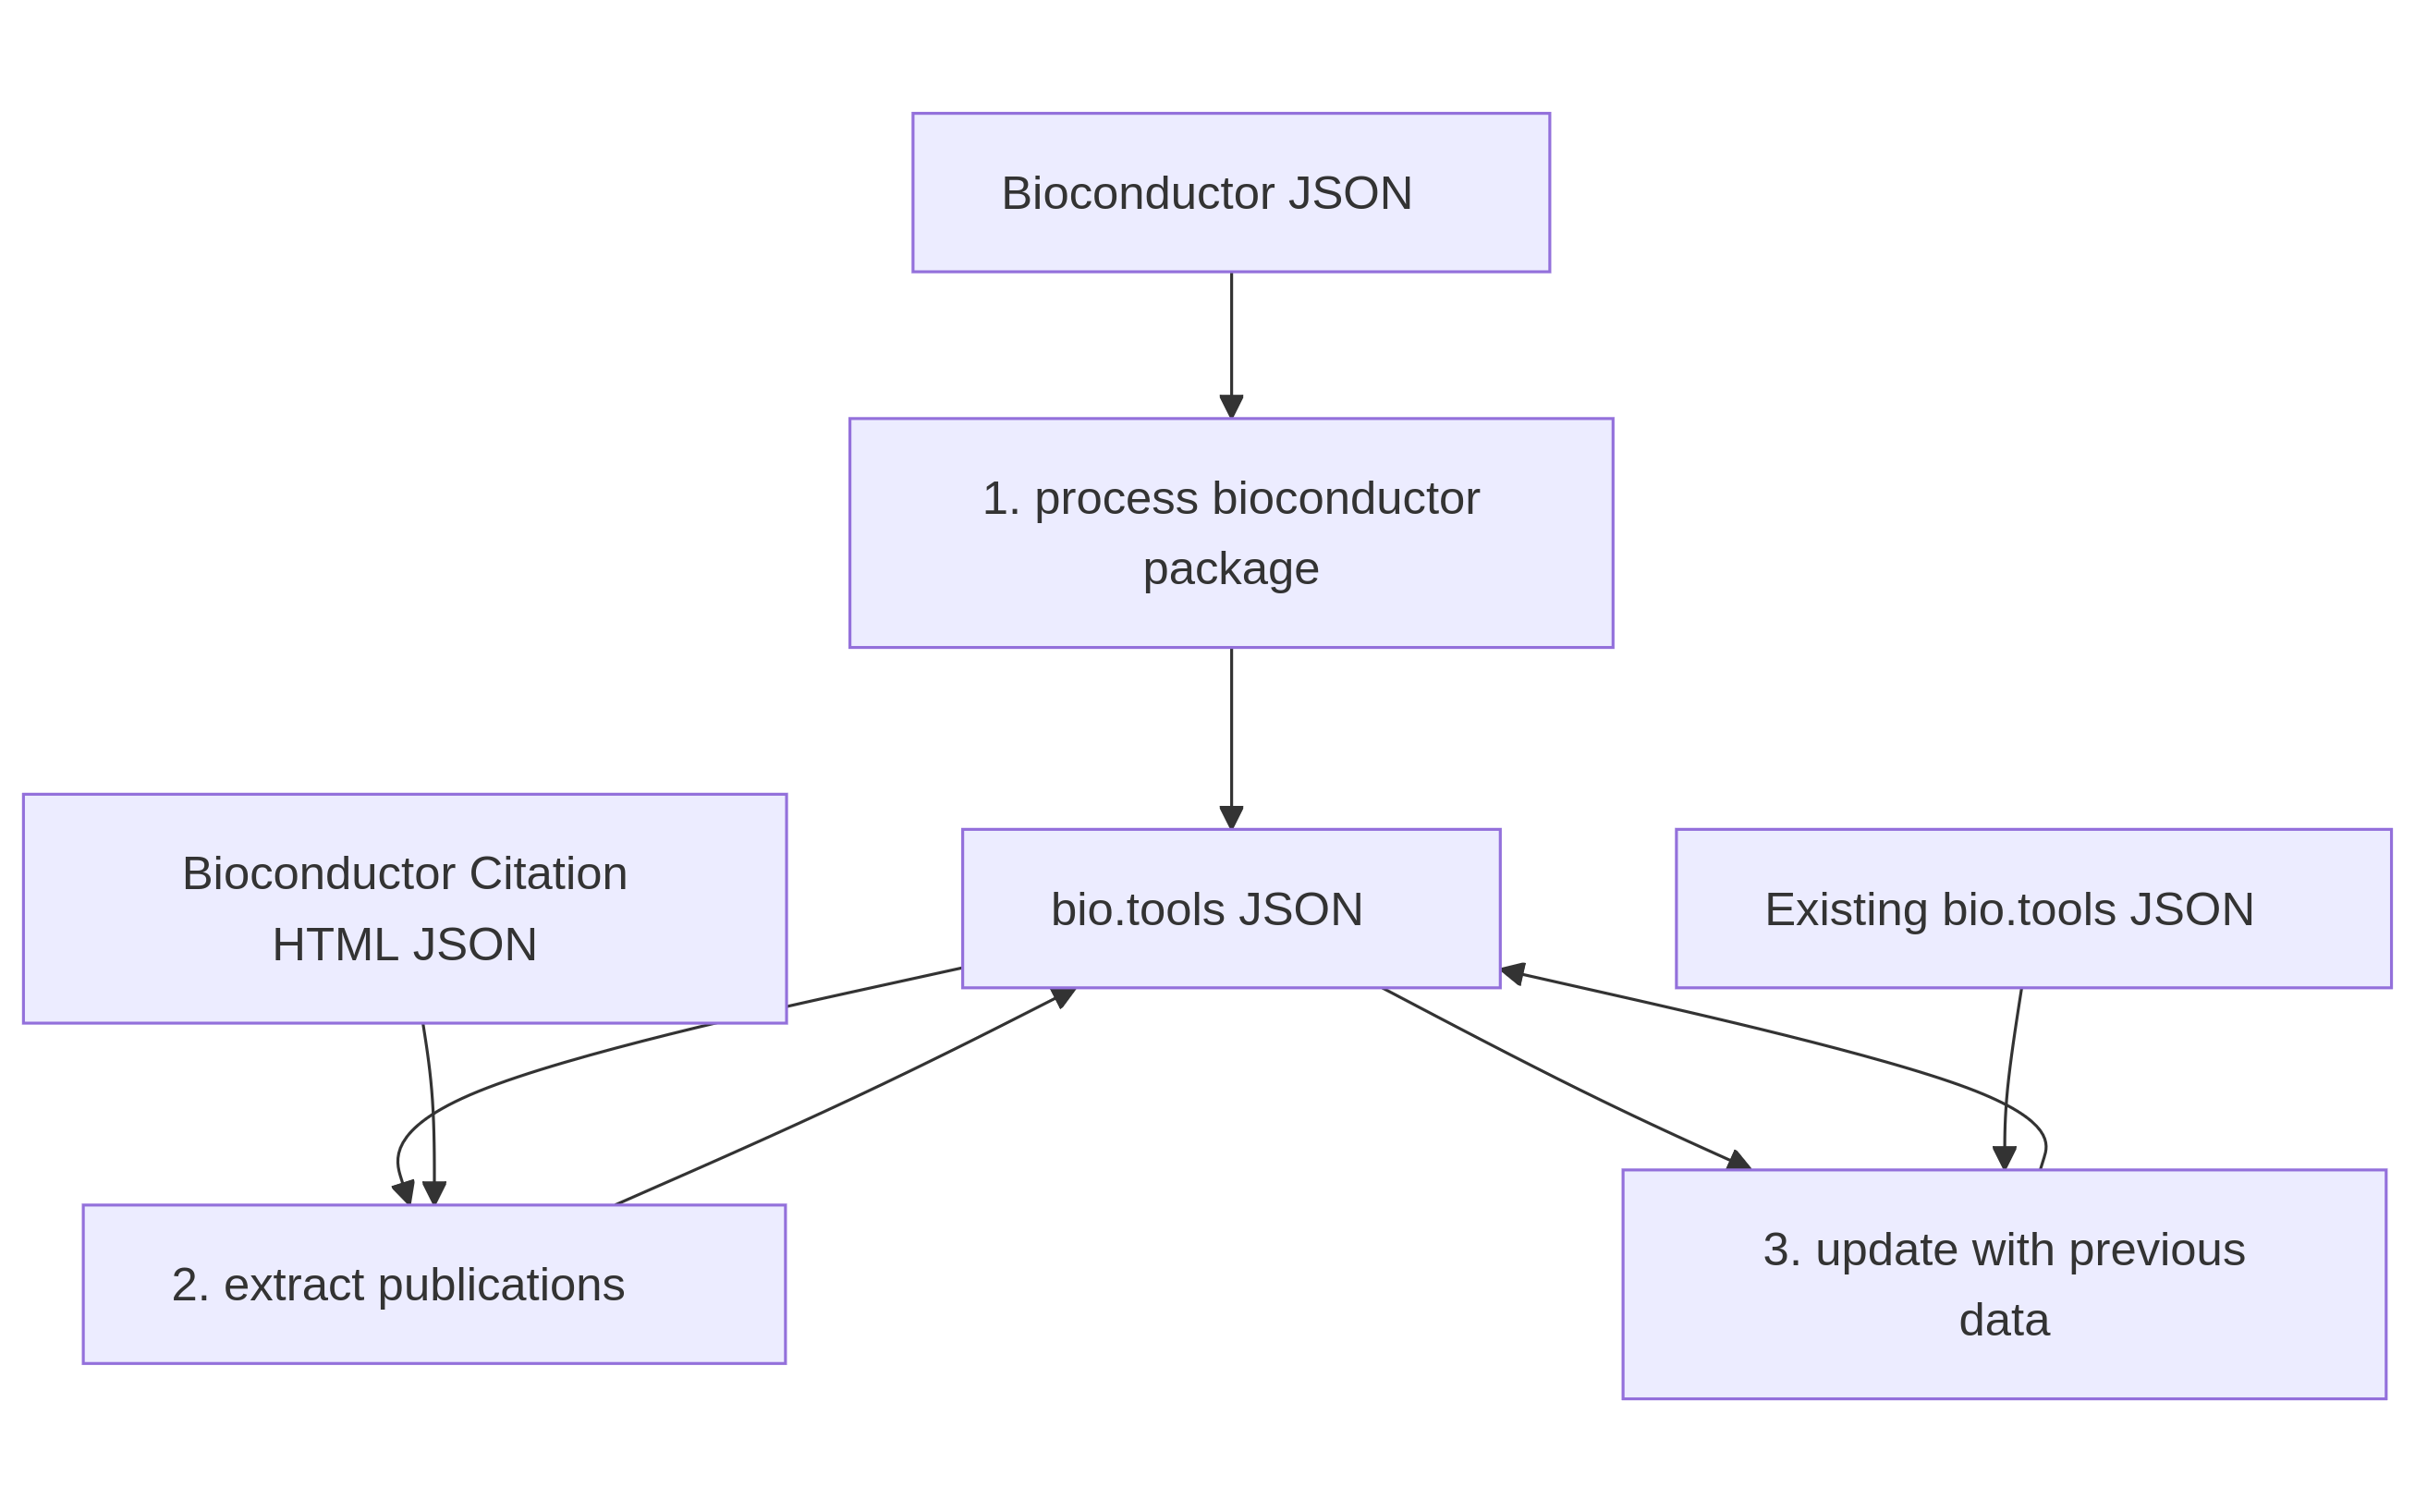 Bioconductor JSON
1. process bioconductor
package
Bioconductor Citation
HTML JSON
bio.tools JSON
Existing bio.tools JSON
2. extract publications
3. update with previous
data